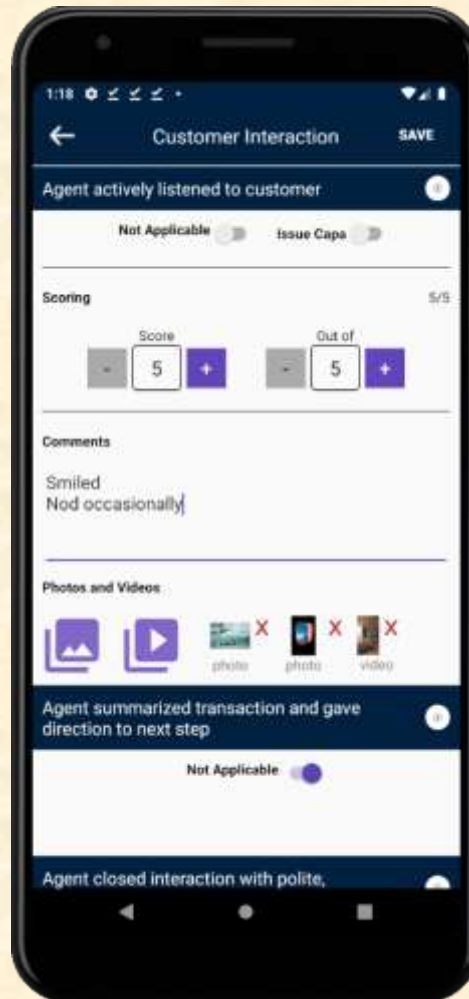 1:18
Customer Interaction SAVE
Agent actively listened to customer
Not Applicable Issue Capa
Scoring 5/5
Score Out of
- 5 + - 5 +
Comments
Smiled
Nod occasionally
Photos and Videos
X X X
photo photo video
Agent summarized transaction and gave
direction to next step
Not Applicable
Agent closed interaction with polite,